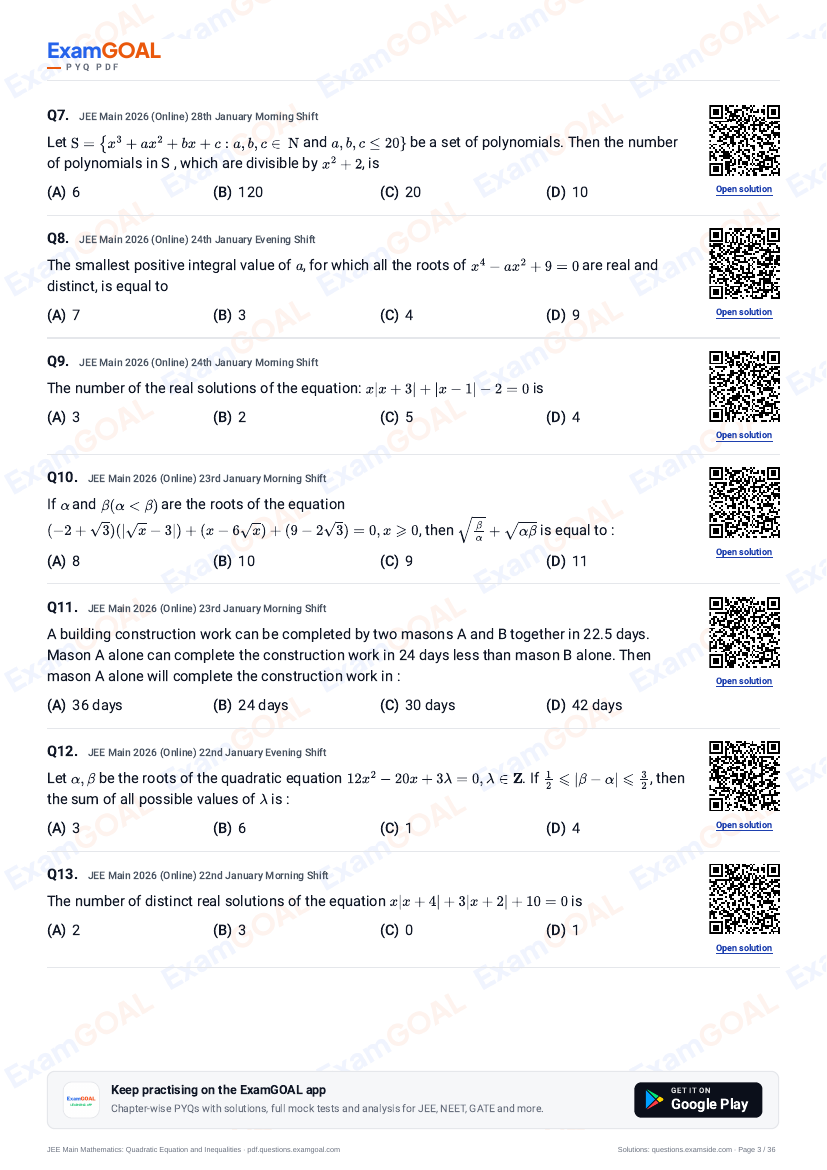 ExamGOAL
PYQ PDF
Q7. JEE Main 2026 (Online) 28th January Morning Shift
Let S = {x³ + ax² + bx + c : a, b, c ∈ N and a, b, c ≤ 20} be a set of polynomials. Then the number
of polynomials in S , which are divisible by x² + 2, is
(A) 6 (B) 120 (C) 20 (D) 10
Open solution
Q8. JEE Main 2026 (Online) 24th January Evening Shift
The smallest positive integral value of a, for which all the roots of x⁴ − ax² + 9 = 0 are real and
distinct, is equal to
(A) 7 (B) 3 (C) 4 (D) 9
Open solution
Q9. JEE Main 2026 (Online) 24th January Morning Shift
The number of the real solutions of the equation: x|x + 3| + |x − 1| − 2 = 0 is
(A) 3 (B) 2 (C) 5 (D) 4
Open solution
Q10. JEE Main 2026 (Online) 23rd January Morning Shift
If α and β(α < β) are the roots of the equation
(−2 + √3)(|√x − 3|) + (x − 6√x) + (9 − 2√3) = 0, x ⩾ 0, then √(β/α) + √(αβ) is equal to :
(A) 8 (B) 10 (C) 9 (D) 11
Open solution
Q11. JEE Main 2026 (Online) 23rd January Morning Shift
A building construction work can be completed by two masons A and B together in 22.5 days.
Mason A alone can complete the construction work in 24 days less than mason B alone. Then
mason A alone will complete the construction work in :
(A) 36 days (B) 24 days (C) 30 days (D) 42 days
Open solution
Q12. JEE Main 2026 (Online) 22nd January Evening Shift
Let α, β be the roots of the quadratic equation 12x² − 20x + 3λ = 0, λ ∈ Z. If 1/2 ⩽ |β − α| ⩽ 3/2, then
the sum of all possible values of λ is :
(A) 3 (B) 6 (C) 1 (D) 4
Open solution
Q13. JEE Main 2026 (Online) 22nd January Morning Shift
The number of distinct real solutions of the equation x|x + 4| + 3|x + 2| + 10 = 0 is
(A) 2 (B) 3 (C) 0 (D) 1
Open solution
Keep practising on the ExamGOAL app
Chapter-wise PYQs with solutions, full mock tests and analysis for JEE, NEET, GATE and more.
ExamGOAL
GET IT ON
Google Play
JEE Main Mathematics: Quadratic Equation and Inequalities · pdf.questions.examgoal.com
Solutions: questions.examside.com · Page 3 / 36